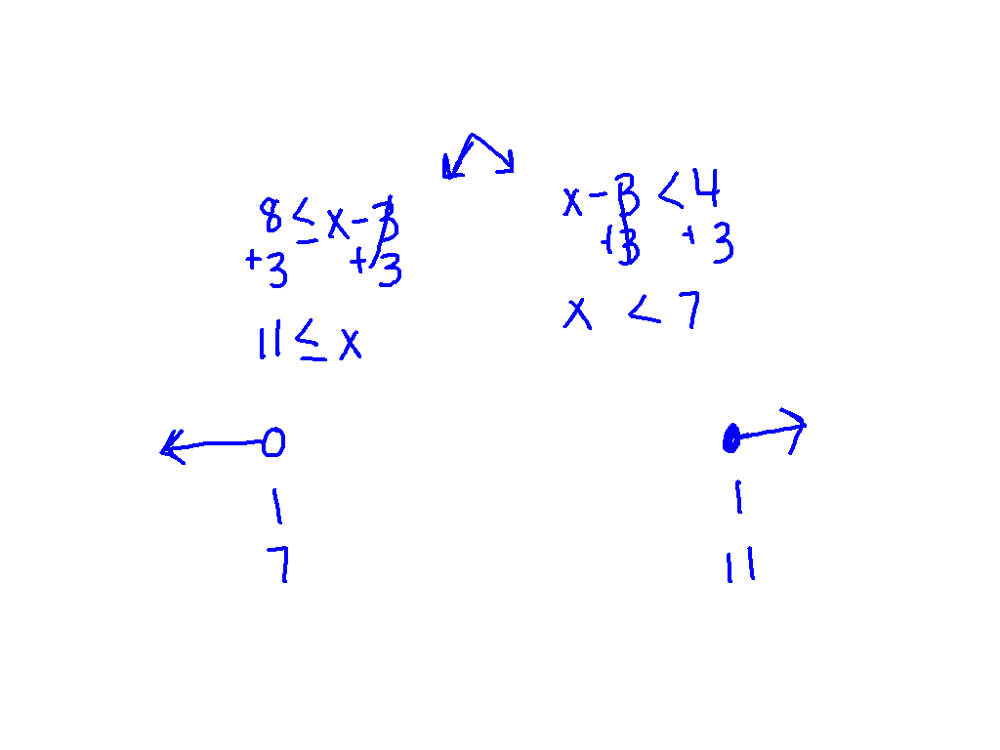 8 ≤ x - 3
+3 +3
11 ≤ x
x - 3 < 4
+3 + 3
x < 7
7
11